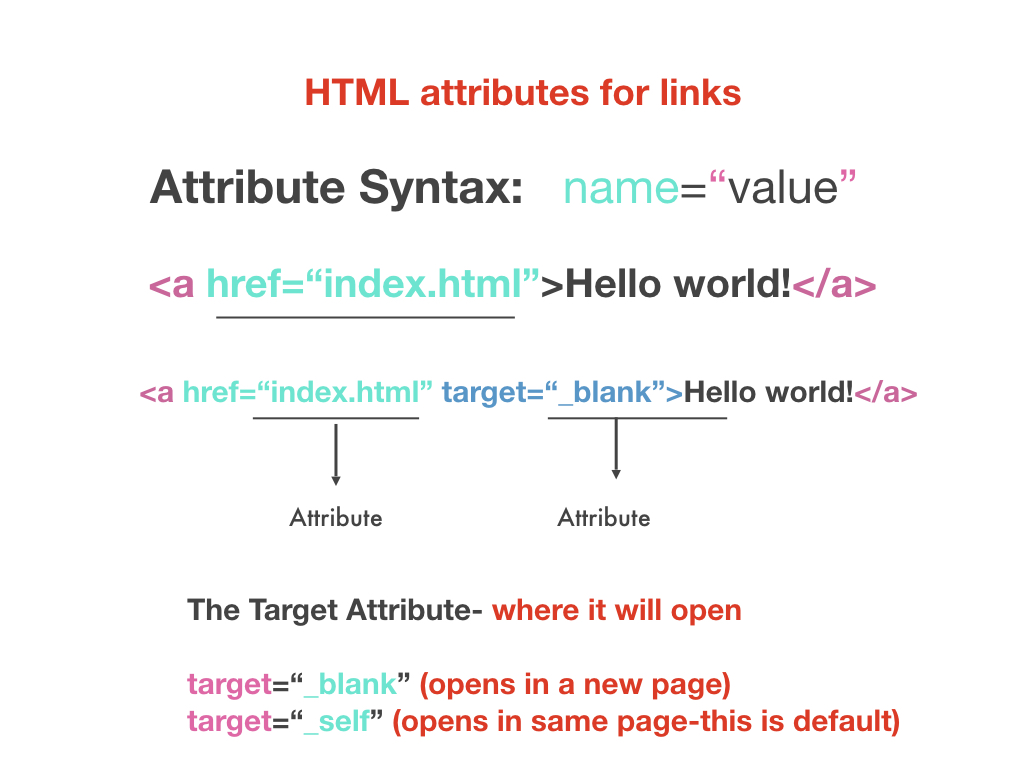 HTML attributes for links
Attribute Syntax: name=“value”
<a href=“index.html”>Hello world!</a>
<a href=“index.html” target=“_blank”>Hello world!</a>
Attribute Attribute
The Target Attribute- where it will open
target=“_blank” (opens in a new page)
target=“_self” (opens in same page-this is default)